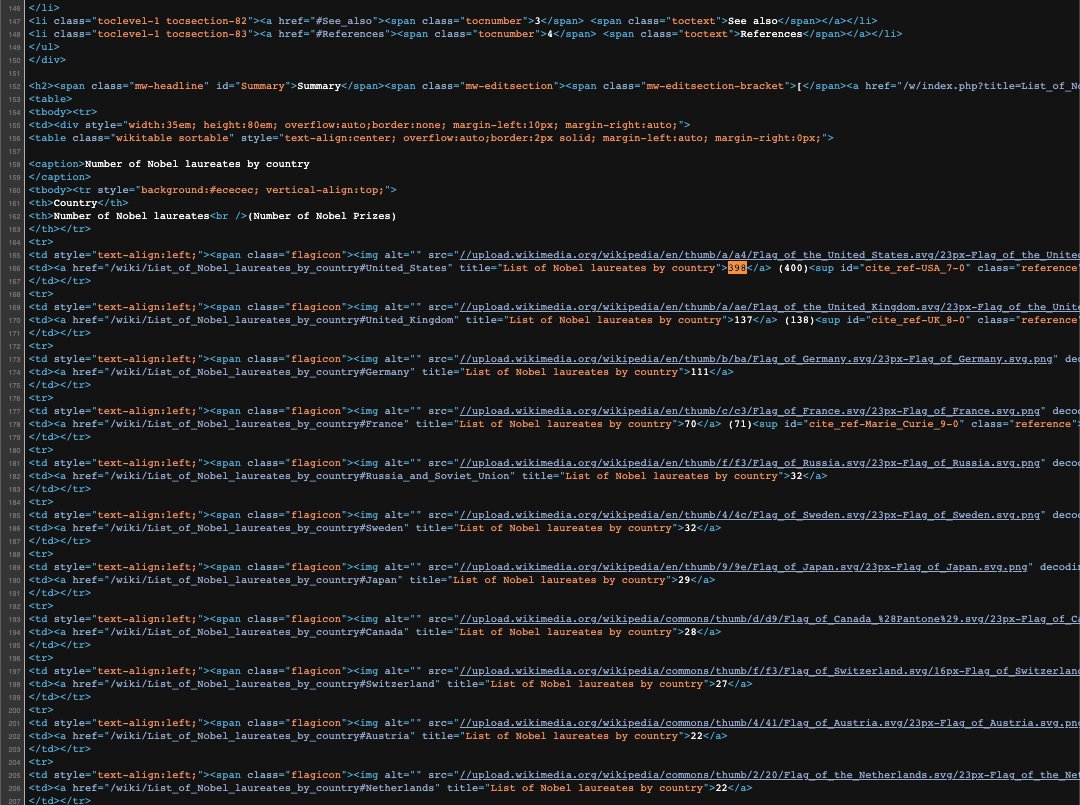 146 </li>
147 <li class="toclevel-1 tocsection-82"><a href="#See_also"><span class="tocnumber">3</span> <span class="toctext">See also</span></a></li>
148 <li class="toclevel-1 tocsection-83"><a href="#References"><span class="tocnumber">4</span> <span class="toctext">References</span></a></li>
149 </ul>
150 </div>
151
152 <h2><span class="mw-headline" id="Summary">Summary</span><span class="mw-editsection"><span class="mw-editsection-bracket">[</span><a href="/w/index.php?title=List_of_No
153 <table>
154 <tbody><tr>
155 <td><div style="width:35em; height:80em; overflow:auto;border:none; margin-left:10px; margin-right:auto;">
156 <table class="wikitable sortable" style="text-align:center; overflow:auto;border:2px solid; margin-left:auto; margin-right:0px;">
157
158 <caption>Number of Nobel laureates by country
159 </caption>
160 <tbody><tr style="background:#ececec; vertical-align:top;">
161 <th>Country</th>
162 <th>Number of Nobel laureates<br />(Number of Nobel Prizes)
163 </th></tr>
164 <tr>
165 <td style="text-align:left;"><span class="flagicon"><img alt="" src="//upload.wikimedia.org/wikipedia/en/thumb/a/a4/Flag_of_the_United_States.svg/23px-Flag_of_the_Unite
166 <td><a href="/wiki/List_of_Nobel_laureates_by_country#United_States" title="List of Nobel laureates by country">398</a> (400)<sup id="cite_ref-USA_7-0" class="reference"
167 </td></tr>
168 <tr>
169 <td style="text-align:left;"><span class="flagicon"><img alt="" src="//upload.wikimedia.org/wikipedia/en/thumb/a/ae/Flag_of_the_United_Kingdom.svg/23px-Flag_of_the_Unit
170 <td><a href="/wiki/List_of_Nobel_laureates_by_country#United_Kingdom" title="List of Nobel laureates by country">137</a> (138)<sup id="cite_ref-UK_8-0" class="reference
171 </td></tr>
172 <tr>
173 <td style="text-align:left;"><span class="flagicon"><img alt="" src="//upload.wikimedia.org/wikipedia/en/thumb/b/ba/Flag_of_Germany.svg/23px-Flag_of_Germany.svg.png" deco
174 <td><a href="/wiki/List_of_Nobel_laureates_by_country#Germany" title="List of Nobel laureates by country">111</a>
175 </td></tr>
176 <tr>
177 <td style="text-align:left;"><span class="flagicon"><img alt="" src="//upload.wikimedia.org/wikipedia/en/thumb/c/c3/Flag_of_France.svg/23px-Flag_of_France.svg.png" decod
178 <td><a href="/wiki/List_of_Nobel_laureates_by_country#France" title="List of Nobel laureates by country">70</a> (71)<sup id="cite_ref-Marie_Curie_9-0" class="reference">
179 </td></tr>
180 <tr>
181 <td style="text-align:left;"><span class="flagicon"><img alt="" src="//upload.wikimedia.org/wikipedia/en/thumb/f/f3/Flag_of_Russia.svg/23px-Flag_of_Russia.svg.png" decod
182 <td><a href="/wiki/List_of_Nobel_laureates_by_country#Russia_and_Soviet_Union" title="List of Nobel laureates by country">32</a>
183 </td></tr>
184 <tr>
185 <td style="text-align:left;"><span class="flagicon"><img alt="" src="//upload.wikimedia.org/wikipedia/en/thumb/4/4c/Flag_of_Sweden.svg/23px-Flag_of_Sweden.svg.png" decod
186 <td><a href="/wiki/List_of_Nobel_laureates_by_country#Sweden" title="List of Nobel laureates by country">32</a>
187 </td></tr>
188 <tr>
189 <td style="text-align:left;"><span class="flagicon"><img alt="" src="//upload.wikimedia.org/wikipedia/en/thumb/9/9e/Flag_of_Japan.svg/23px-Flag_of_Japan.svg.png" decodin
190 <td><a href="/wiki/List_of_Nobel_laureates_by_country#Japan" title="List of Nobel laureates by country">29</a>
191 </td></tr>
192 <tr>
193 <td style="text-align:left;"><span class="flagicon"><img alt="" src="//upload.wikimedia.org/wikipedia/commons/thumb/d/d9/Flag_of_Canada_%28Pantone%29.svg/23px-Flag_of_Ca
194 <td><a href="/wiki/List_of_Nobel_laureates_by_country#Canada" title="List of Nobel laureates by country">28</a>
195 </td></tr>
196 <tr>
197 <td style="text-align:left;"><span class="flagicon"><img alt="" src="//upload.wikimedia.org/wikipedia/commons/thumb/f/f3/Flag_of_Switzerland.svg/16px-Flag_of_Switzerland
198 <td><a href="/wiki/List_of_Nobel_laureates_by_country#Switzerland" title="List of Nobel laureates by country">27</a>
199 </td></tr>
200 <tr>
201 <td style="text-align:left;"><span class="flagicon"><img alt="" src="//upload.wikimedia.org/wikipedia/commons/thumb/4/41/Flag_of_Austria.svg/23px-Flag_of_Austria.svg.png
202 <td><a href="/wiki/List_of_Nobel_laureates_by_country#Austria" title="List of Nobel laureates by country">22</a>
203 </td></tr>
204 <tr>
205 <td style="text-align:left;"><span class="flagicon"><img alt="" src="//upload.wikimedia.org/wikipedia/commons/thumb/2/20/Flag_of_the_Netherlands.svg/23px-Flag_of_the_Net
206 <td><a href="/wiki/List_of_Nobel_laureates_by_country#Netherlands" title="List of Nobel laureates by country">22</a>
207 </td></tr>